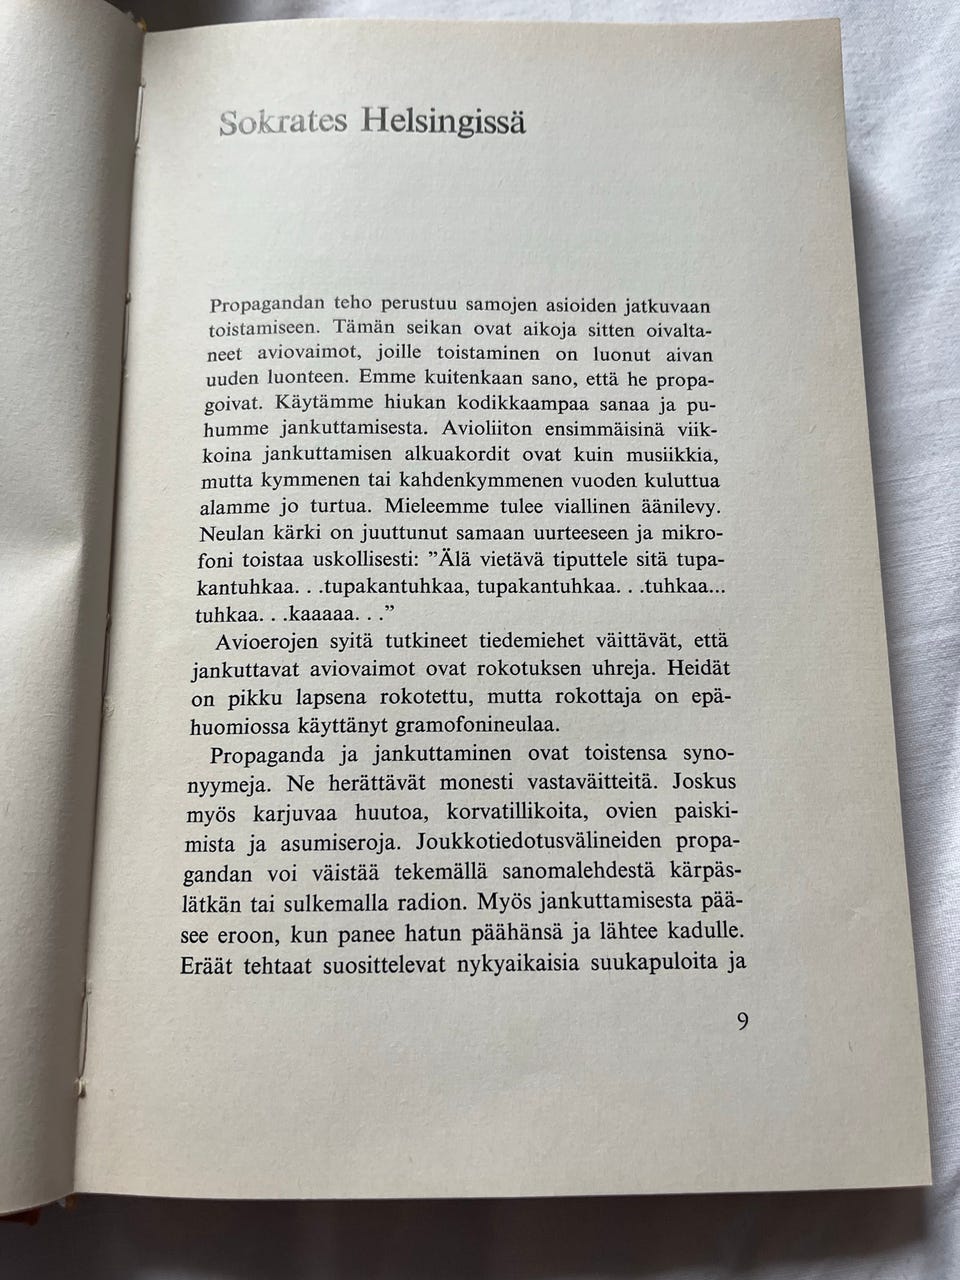 Sokrates Helsingissä
Propagandan teho perustuu samojen asioiden jatkuvaan
toistamiseen. Tämän seikan ovat aikoja sitten oivalta-
neet aviovaimot, joille toistaminen on luonut aivan
uuden luonteen. Emme kuitenkaan sano, että he propa-
goivat. Käytämme hiukan kodikkaampaa sanaa ja pu-
humme jankuttamisesta. Avioliiton ensimmäisinä viik-
koina jankuttamisen alkuakordit ovat kuin musiikkia,
mutta kymmenen tai kahdenkymmenen vuoden kuluttua
alamme jo turtua. Mieleemme tulee viallinen äänilevy.
Neulan kärki on juuttunut samaan uurteeseen ja mikro-
foni toistaa uskollisesti: ”Älä vietävä tiputtele sitä tupa-
kantuhkaa. . .tupakantuhkaa, tupakantuhkaa. . .tuhkaa...
tuhkaa. . .kaaaaa. . .”
Avioerojen syitä tutkineet tiedemiehet väittävät, että
jankuttavat aviovaimot ovat rokotuksen uhreja. Heidät
on pikku lapsena rokotettu, mutta rokottaja on epä-
huomiossa käyttänyt gramofonineulaa.
Propaganda ja jankuttaminen ovat toistensa syno-
nyymeja. Ne herättävät monesti vastaväitteitä. Joskus
myös karjuvaa huutoa, korvatillikoita, ovien paiski-
mista ja asumiseroja. Joukkotiedotusvälineiden propa-
gandan voi väistää tekemällä sanomalehdestä kärpäs-
lätkän tai sulkemalla radion. Myös jankuttamisesta pää-
see eroon, kun panee hatun päähänsä ja lähtee kadulle.
Eräät tehtaat suosittelevat nykyaikaisia suukapuloita ja
9